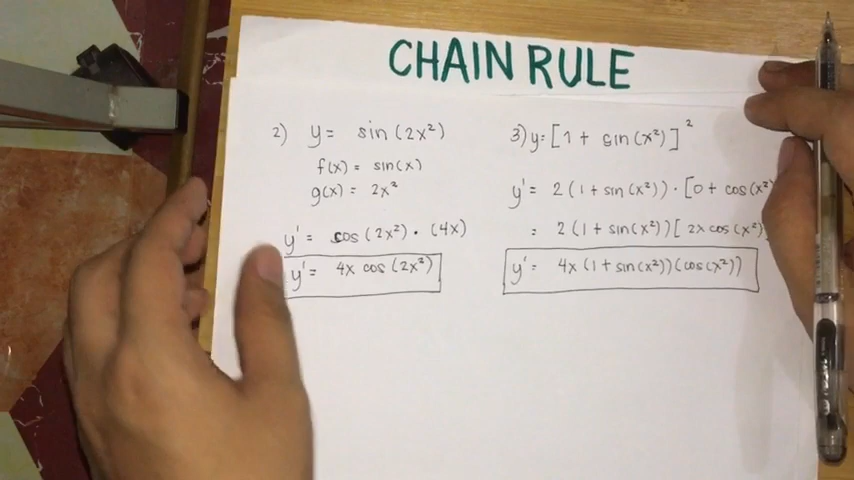 CHAIN RULE
2) y = sin(2x²)
f(x) = sin(x)
g(x) = 2x²
y' = cos(2x²) · (4x)
y' = 4x cos(2x²)
3) y = [1 + sin(x²)]²
y' = 2(1 + sin(x²)) · [0 + cos(x²
= 2(1 + sin(x²))[2x cos(x²)
y' = 4x(1 + sin(x²))(cos(x²))